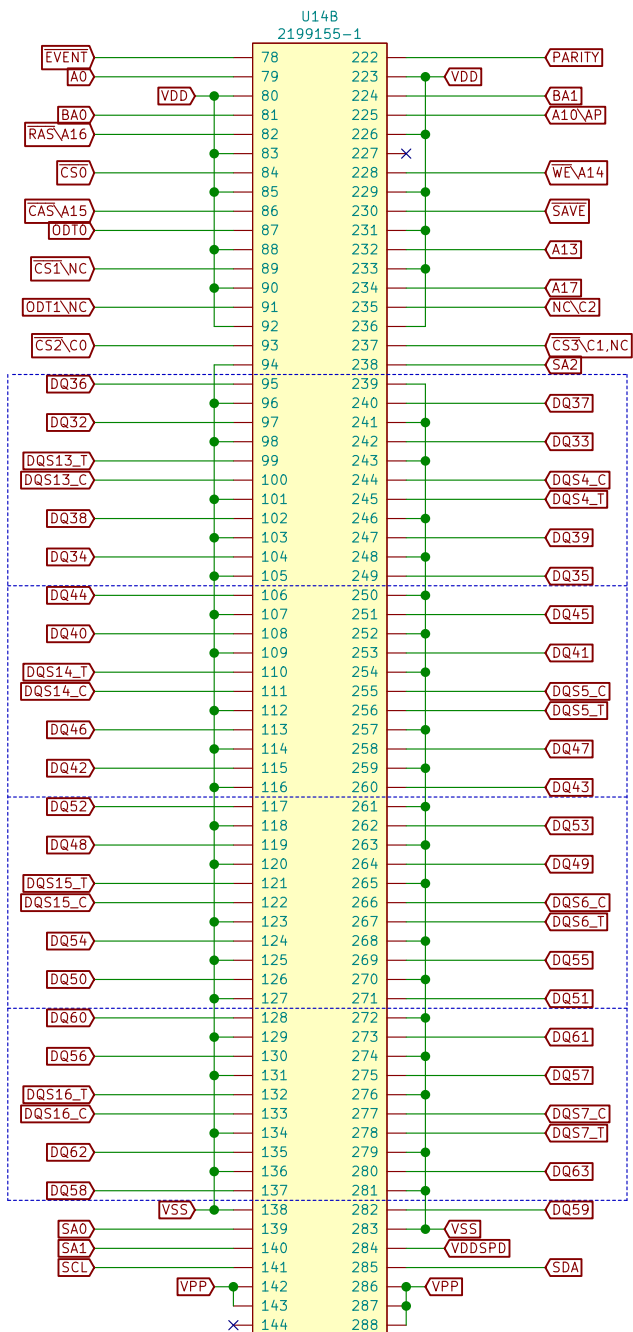 U14B
2199155-1
EVENT 78 222 PARITY
A0 79 223 VDD
VDD 80 224 BA1
BA0 81 225 A10\AP
RAS\A16 82 226
83 227
CS0 84 228 WE\A14
85 229
CAS\A15 86 230 SAVE
ODT0 87 231
88 232 A13
CS1\NC 89 233
90 234 A17
ODT1\NC 91 235 NC\C2
92 236
CS2\C0 93 237 CS3\C1,NC
94 238 SA2
DQ36 95 239
96 240 DQ37
DQ32 97 241
98 242 DQ33
DQS13_T 99 243
DQS13_C 100 244 DQS4_C
101 245 DQS4_T
DQ38 102 246
103 247 DQ39
DQ34 104 248
105 249 DQ35
DQ44 106 250
107 251 DQ45
DQ40 108 252
109 253 DQ41
DQS14_T 110 254
DQS14_C 111 255 DQS5_C
112 256 DQS5_T
DQ46 113 257
114 258 DQ47
DQ42 115 259
116 260 DQ43
DQ52 117 261
118 262 DQ53
DQ48 119 263
120 264 DQ49
DQS15_T 121 265
DQS15_C 122 266 DQS6_C
123 267 DQS6_T
DQ54 124 268
125 269 DQ55
DQ50 126 270
127 271 DQ51
DQ60 128 272
129 273 DQ61
DQ56 130 274
131 275 DQ57
DQS16_T 132 276
DQS16_C 133 277 DQS7_C
134 278 DQS7_T
DQ62 135 279
136 280 DQ63
DQ58 137 281
VSS 138 282 DQ59
SA0 139 283 VSS
SA1 140 284 VDDSPD
SCL 141 285 SDA
VPP 142 286 VPP
143 287
144 288